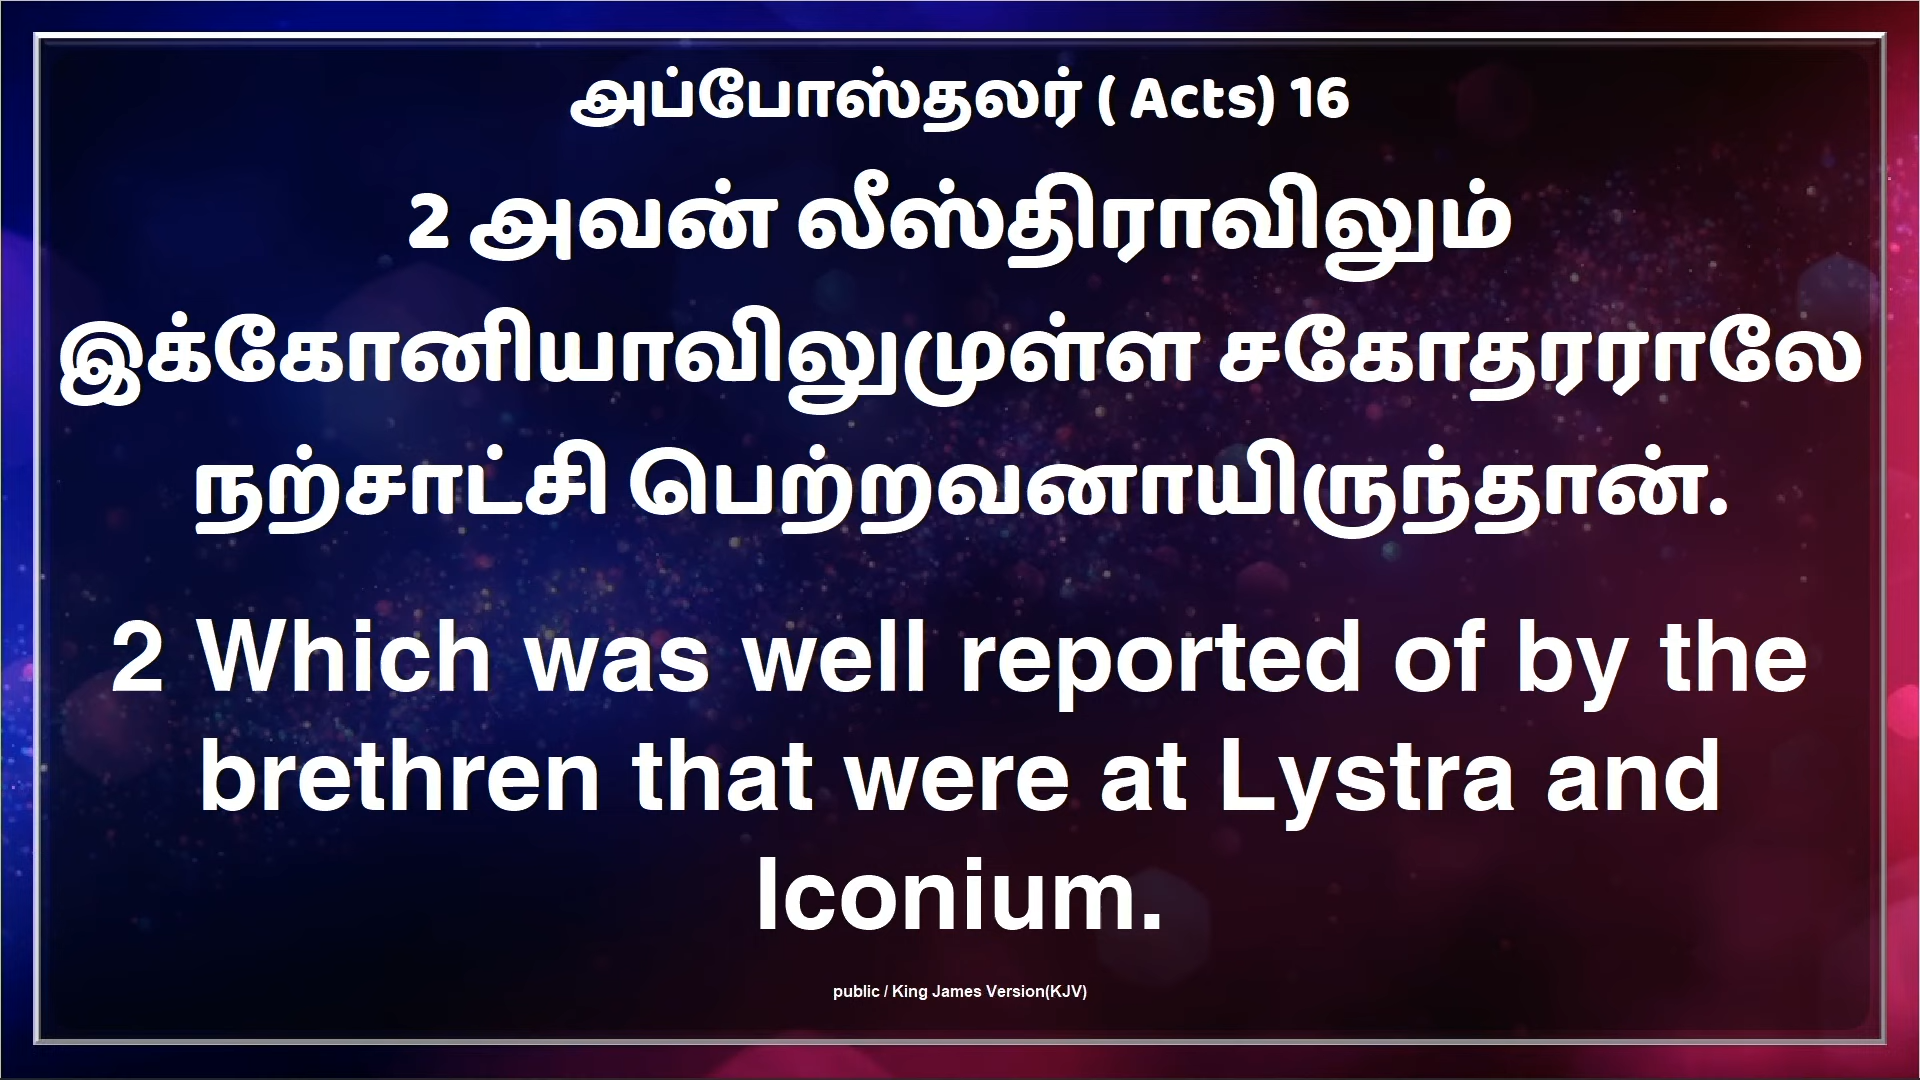 அப்போஸ்தலர் ( Acts) 16
2 அவன் லீஸ்திராவிலும்
இக்கோனியாவிலுமுள்ள சகோதரராலே
நற்சாட்சி பெற்றவனாயிருந்தான்.
2 Which was well reported of by the
brethren that were at Lystra and
Iconium.
public / King James Version(KJV)